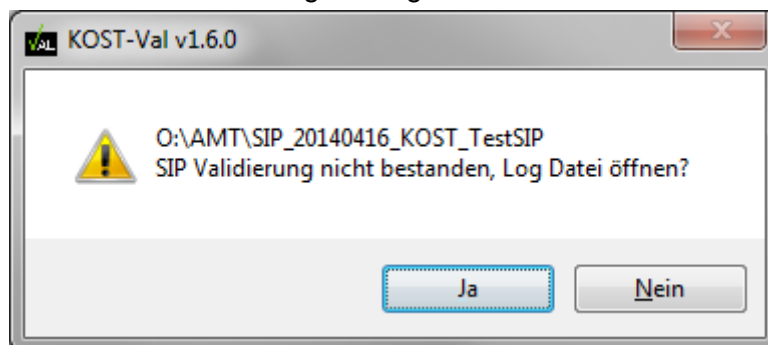 KOST-Val v1.6.0
O:\AMT\SIP_20140416_KOST_TestSIP
SIP Validierung nicht bestanden, Log Datei öffnen?
Ja
Nein